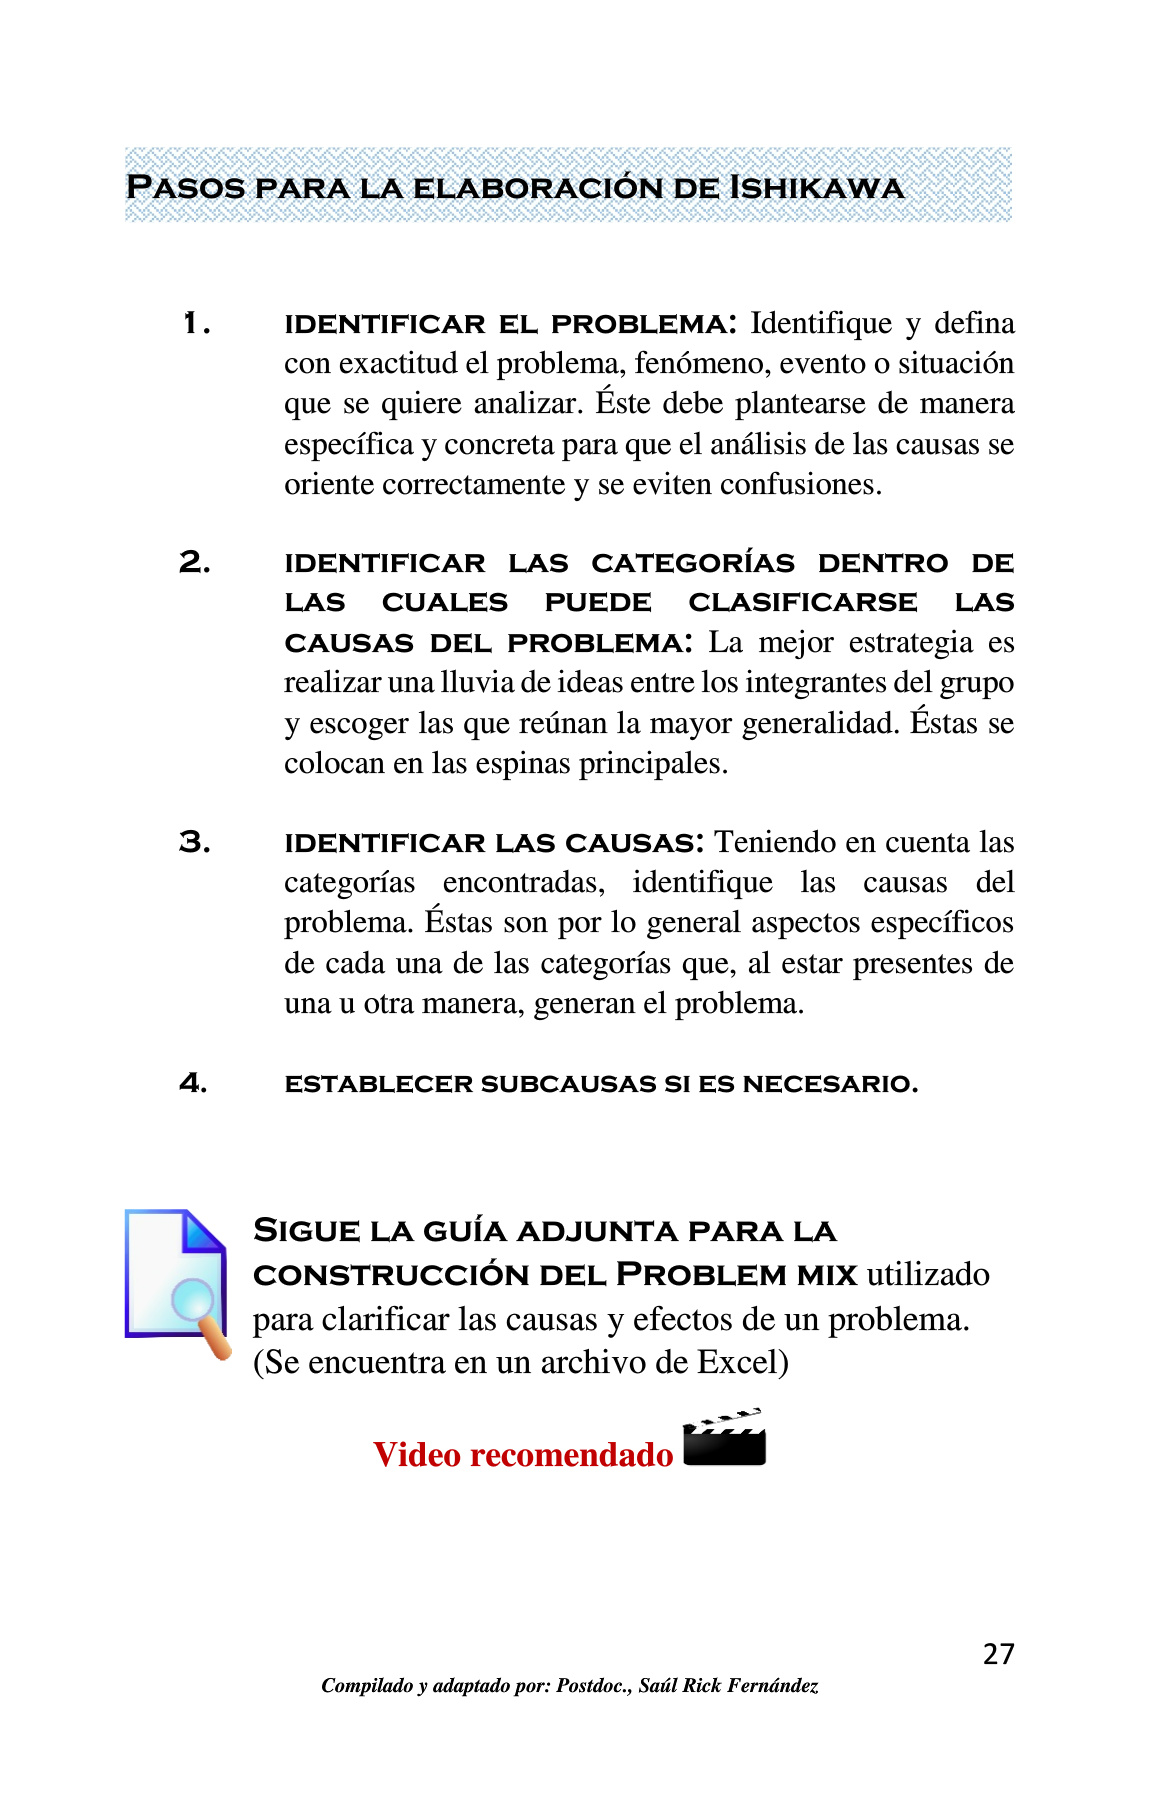 Pasos para la elaboración de Ishikawa
1. identificar el problema: Identifique y defina
con exactitud el problema, fenómeno, evento o situación
que se quiere analizar. Éste debe plantearse de manera
específica y concreta para que el análisis de las causas se
oriente correctamente y se eviten confusiones.
2. identificar las categorías dentro de
las cuales puede clasificarse las
causas del problema: La mejor estrategia es
realizar una lluvia de ideas entre los integrantes del grupo
y escoger las que reúnan la mayor generalidad. Éstas se
colocan en las espinas principales.
3. identificar las causas: Teniendo en cuenta las
categorías encontradas, identifique las causas del
problema. Éstas son por lo general aspectos específicos
de cada una de las categorías que, al estar presentes de
una u otra manera, generan el problema.
4. establecer subcausas si es necesario.
Sigue la guía adjunta para la
construcción del Problem mix utilizado
para clarificar las causas y efectos de un problema.
(Se encuentra en un archivo de Excel)
Video recomendado
27
Compilado y adaptado por: Postdoc., Saúl Rick Fernández